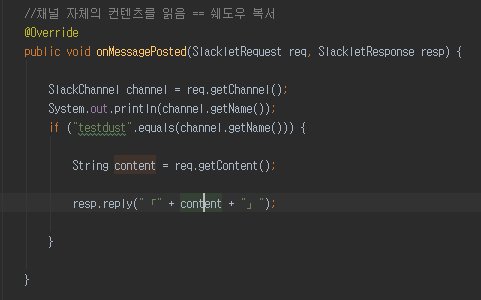 //채널 자체의 컨텐츠를 읽음 == 쉐도우 복서
@Override
public void onMessagePosted(SlackletRequest req, SlackletResponse resp) {
SlackChannel channel = req.getChannel();
System.out.println(channel.getName());
if ("testdust".equals(channel.getName())) {
String content = req.getContent();
resp.reply("「" + content + "」");
}
}